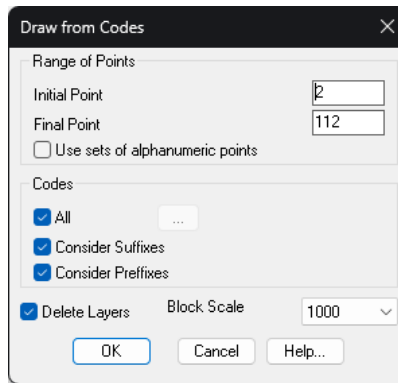 Draw from Codes
Range of Points
Initial Point 2
Final Point 112
Use sets of alphanumeric points
Codes
All ...
Consider Suffixes
Consider Preffixes
Delete Layers Block Scale 1000
OK Cancel Help...